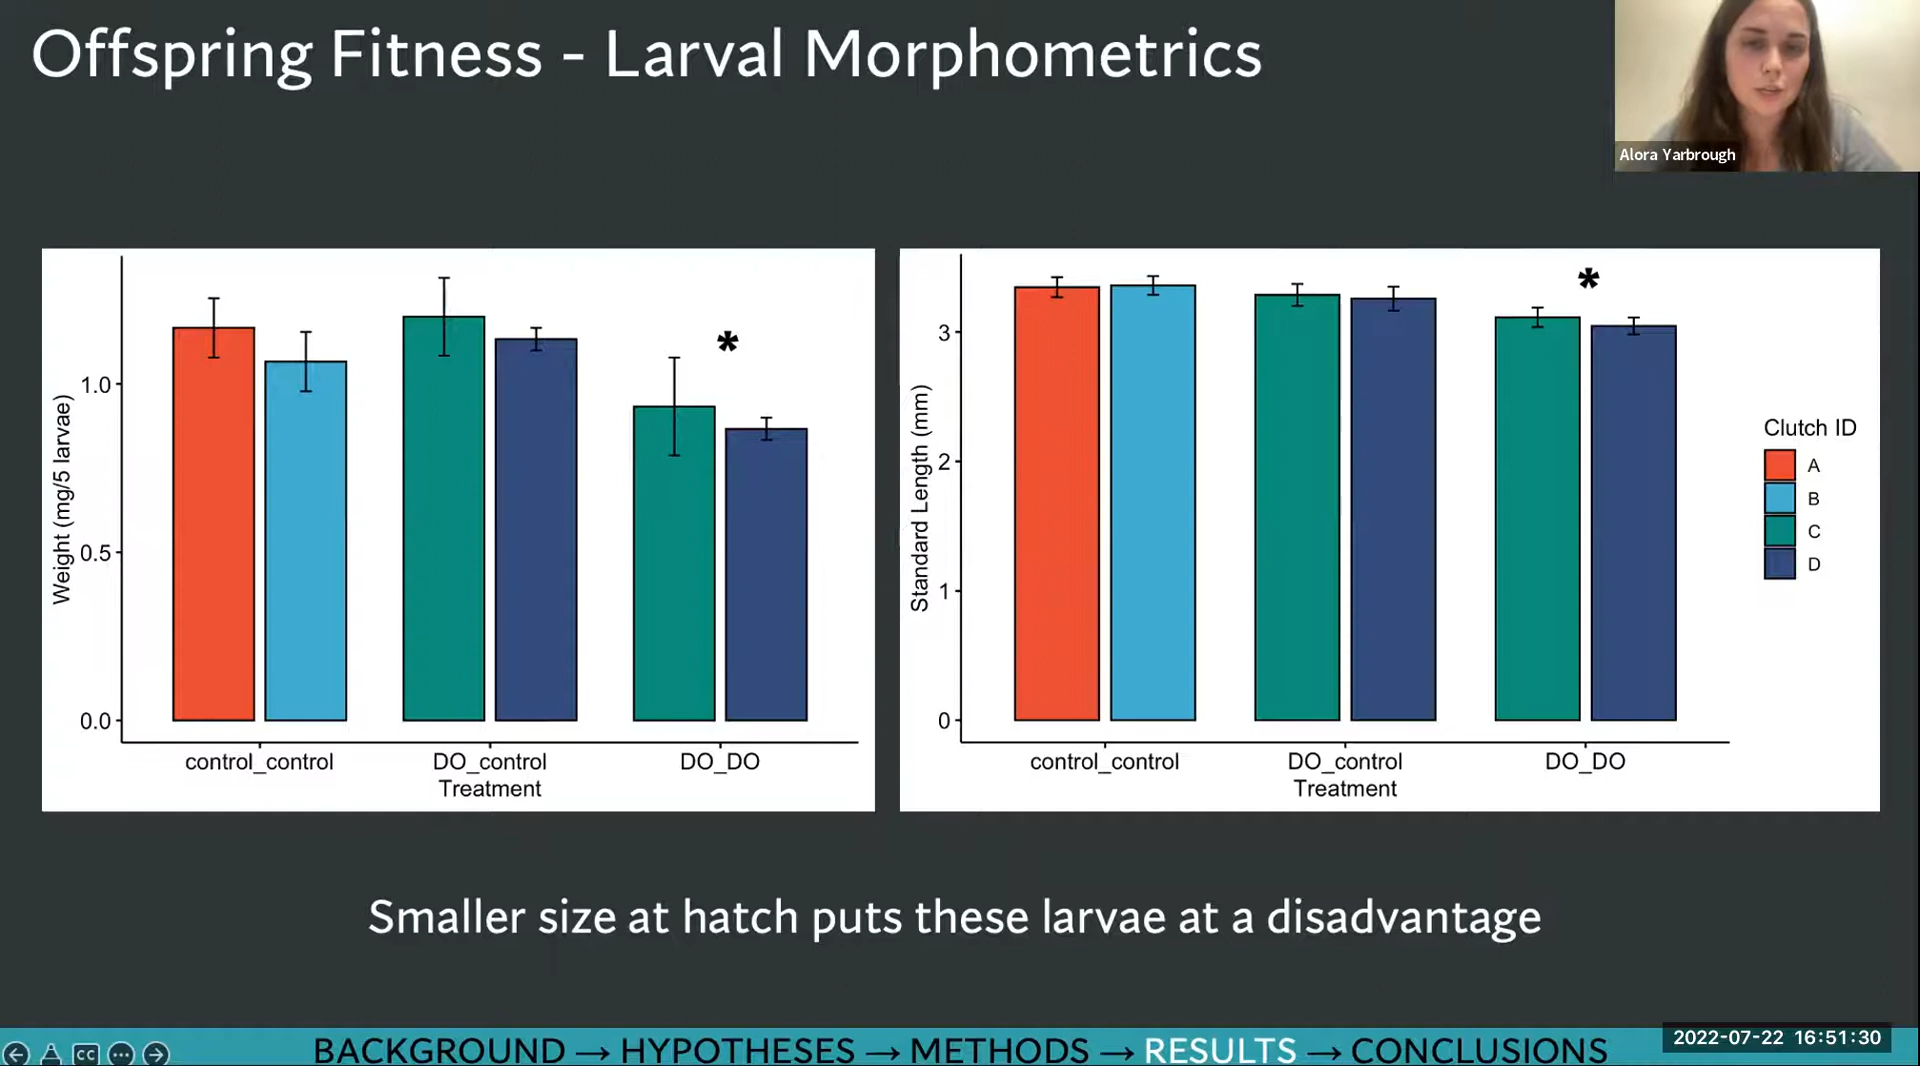 Offspring Fitness - Larval Morphometrics
Alora Yarbrough
Weight (mg/5 larvae)
1.0
0.5
0.0
*
control_control
DO_control
DO_DO
Treatment
Standard Length (mm)
3
2
1
0
*
control_control
DO_control
DO_DO
Treatment
Clutch ID
A
B
C
D
Smaller size at hatch puts these larvae at a disadvantage
CC
BACKGROUND → HYPOTHESES → METHODS → RESULTS → CONCLUSIONS
2022-07-22 16:51:30